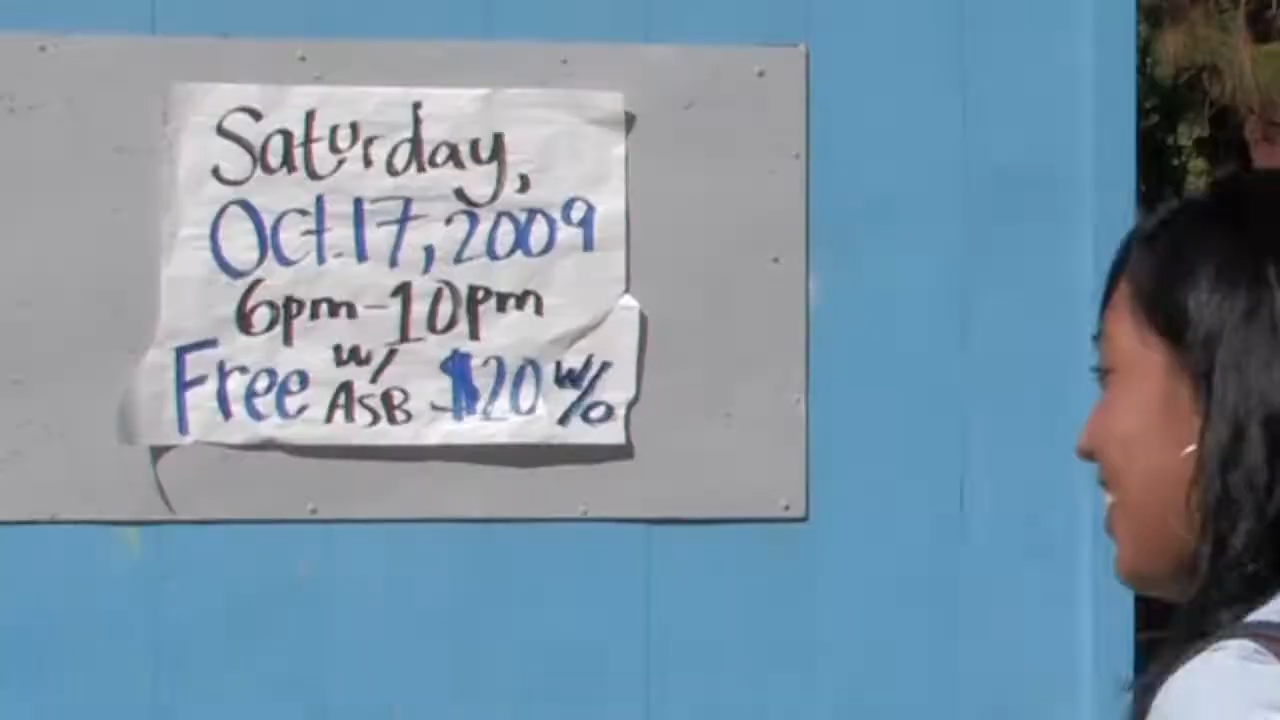 Saturday,
Oct.17,2009
6pm-10pm
Free w/ ASB $20 w/o